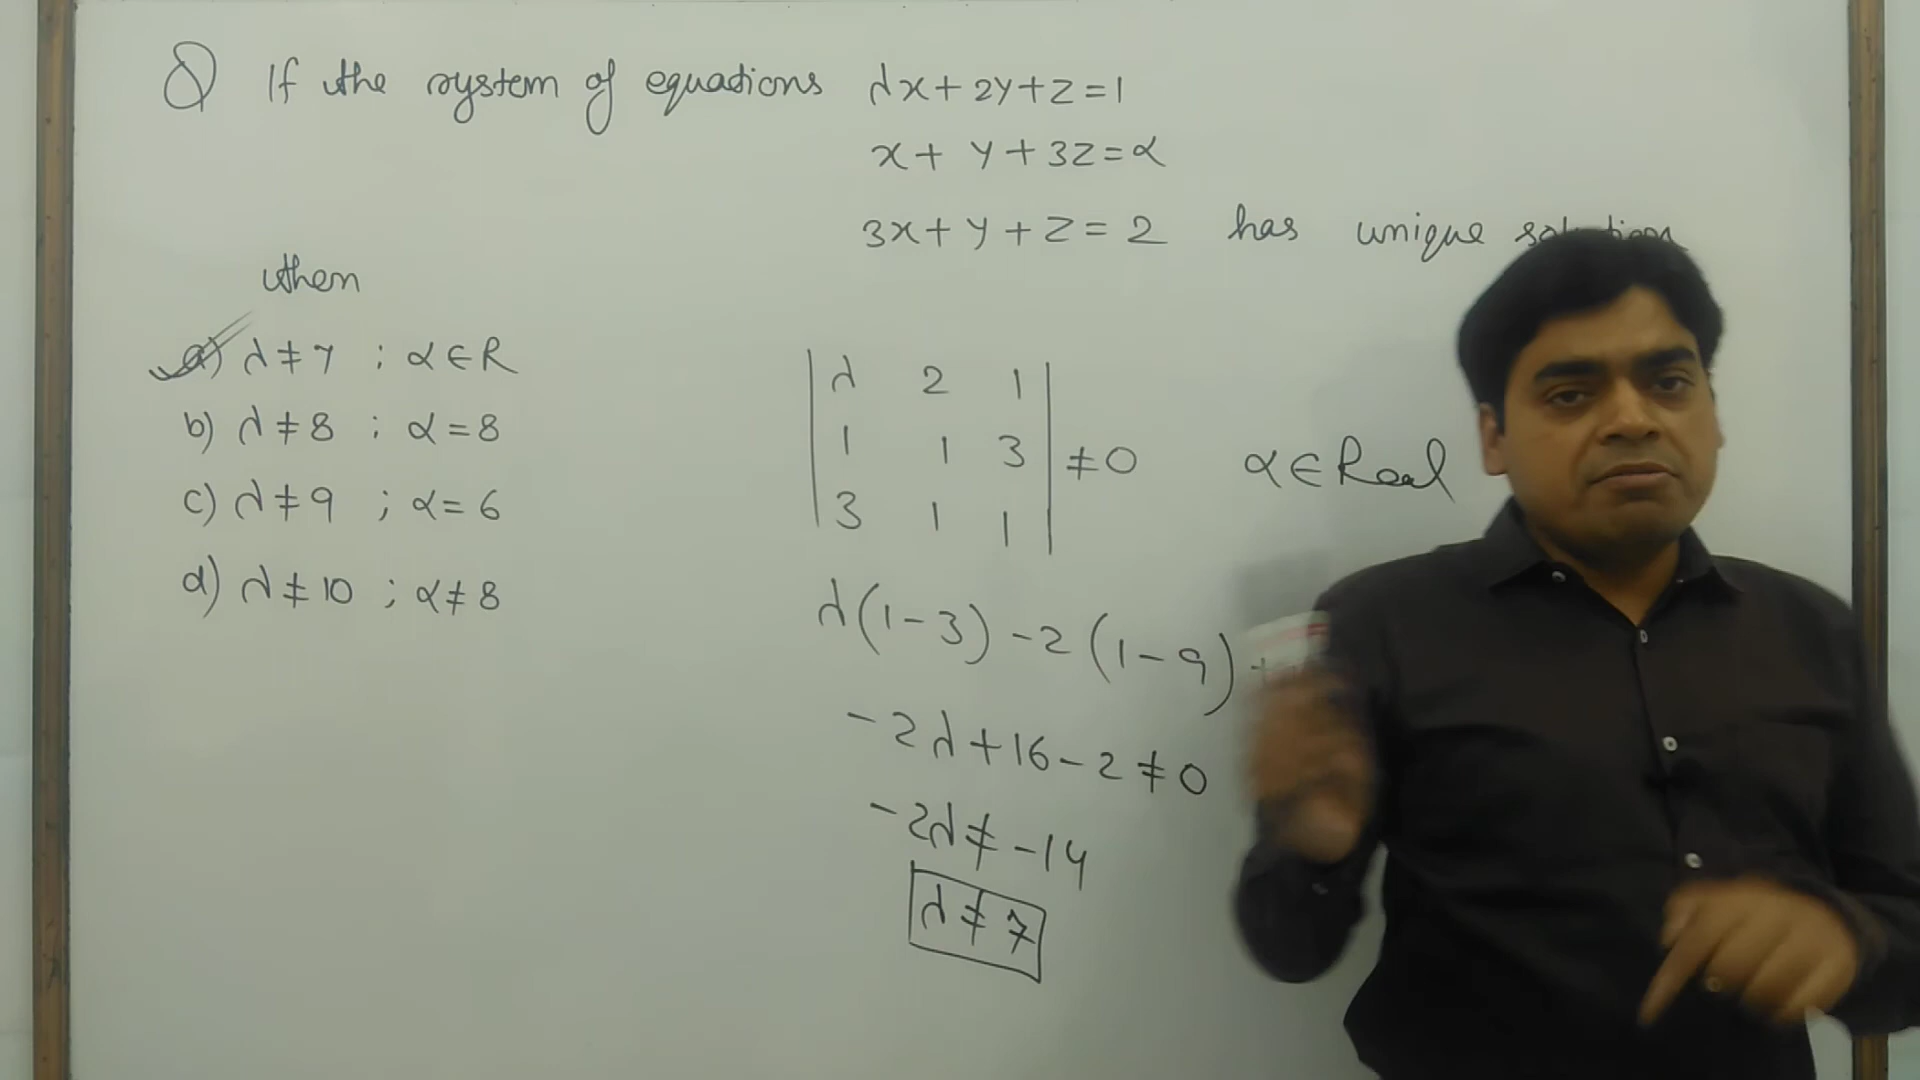 Q If the system of equations λx+2y+z=1
x+ y+3z=α
3x+y+z=2 has unique solution
then
a) λ≠7 ; α∈R
b) λ≠8 ; α=8
c) λ≠9 ; α=6
d) λ≠10 ; α≠8
λ 2 1
1 1 3 ≠0 α∈Real
3 1 1
λ(1-3) -2(1-9)+
-2λ+16-2≠0
-2λ≠-14
λ≠7